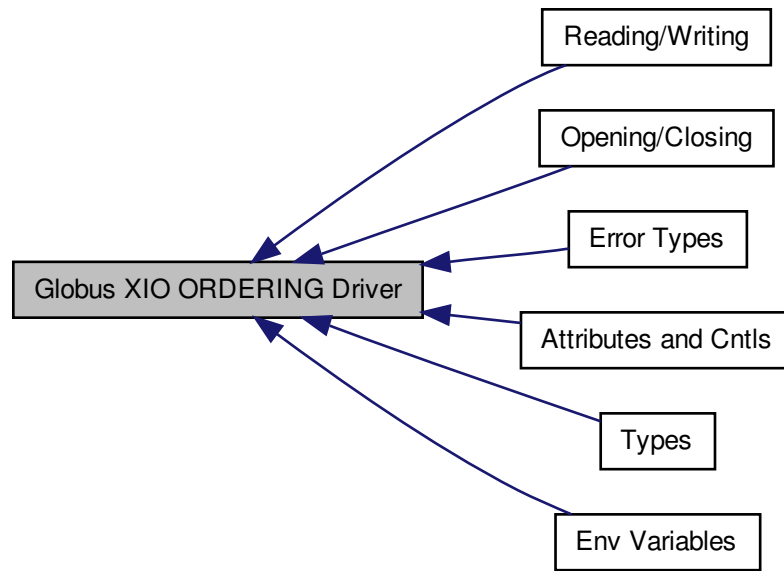 Reading/Writing
Opening/Closing
Error Types
Globus XIO ORDERING Driver
Attributes and Cntls
Types
Env Variables